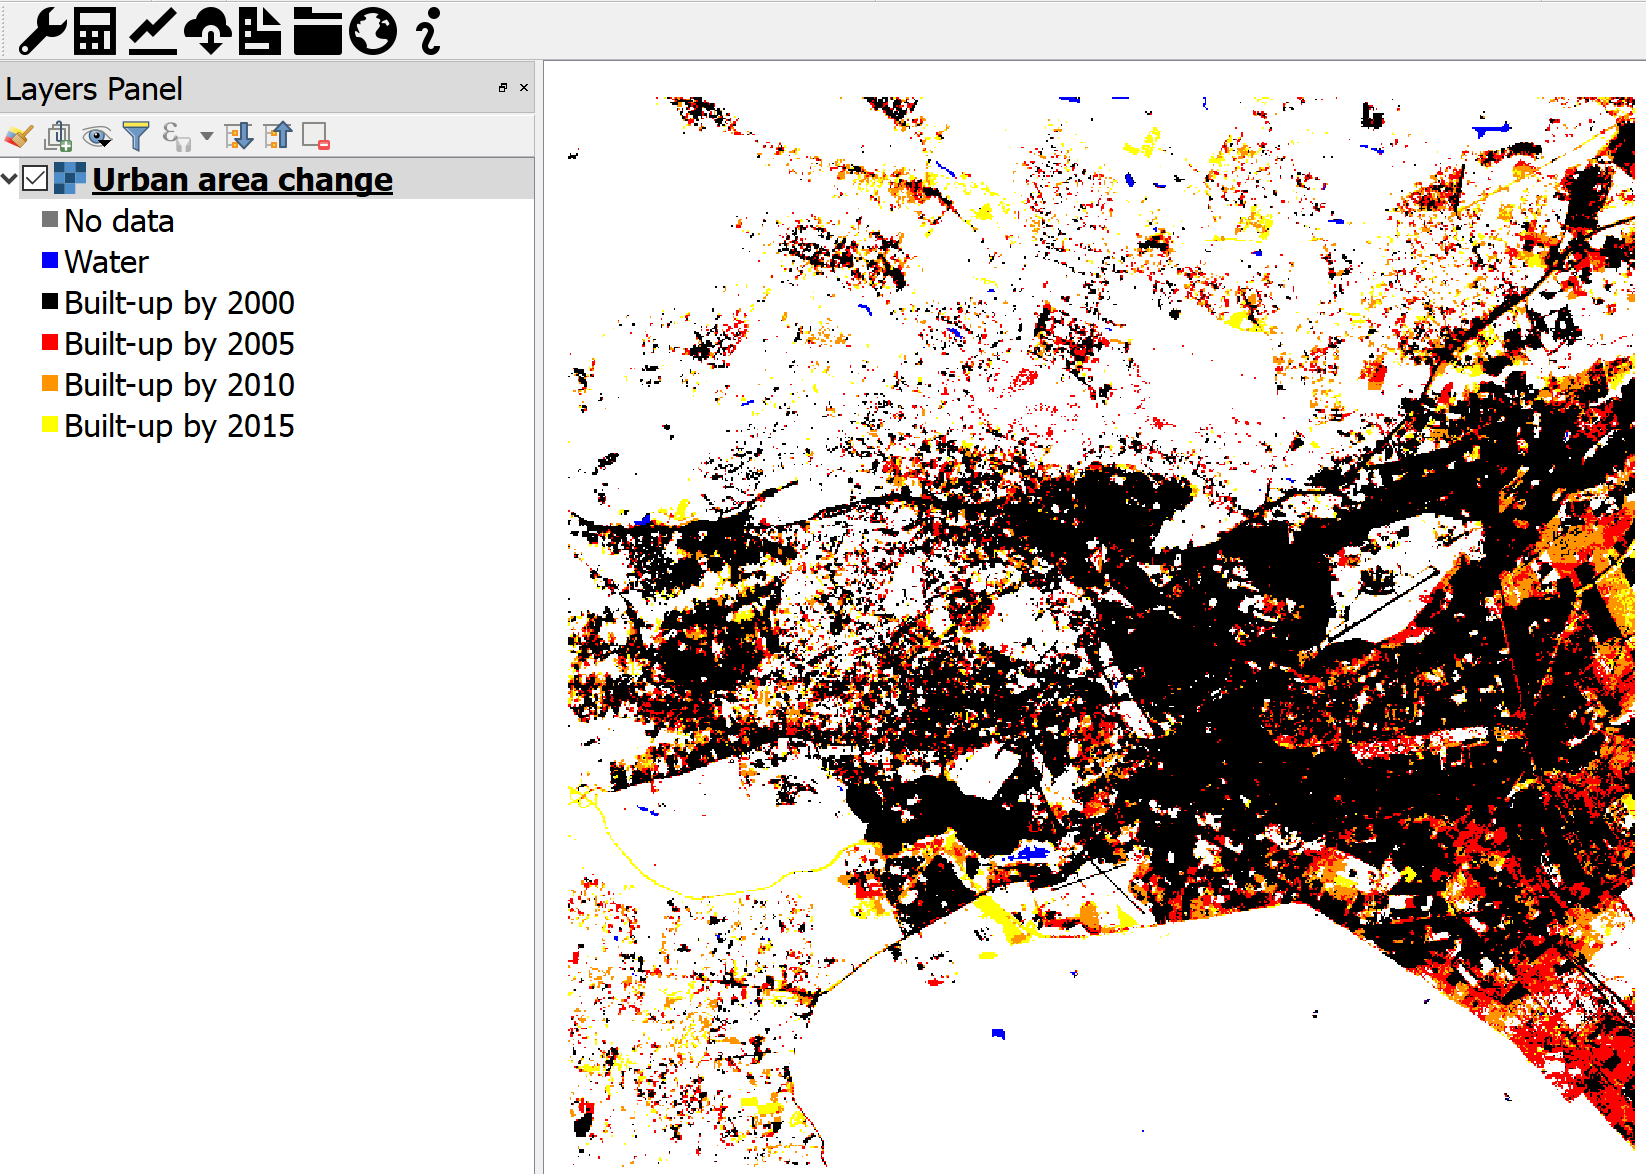 Layers Panel
Urban area change
No data
Water
Built-up by 2000
Built-up by 2005
Built-up by 2010
Built-up by 2015